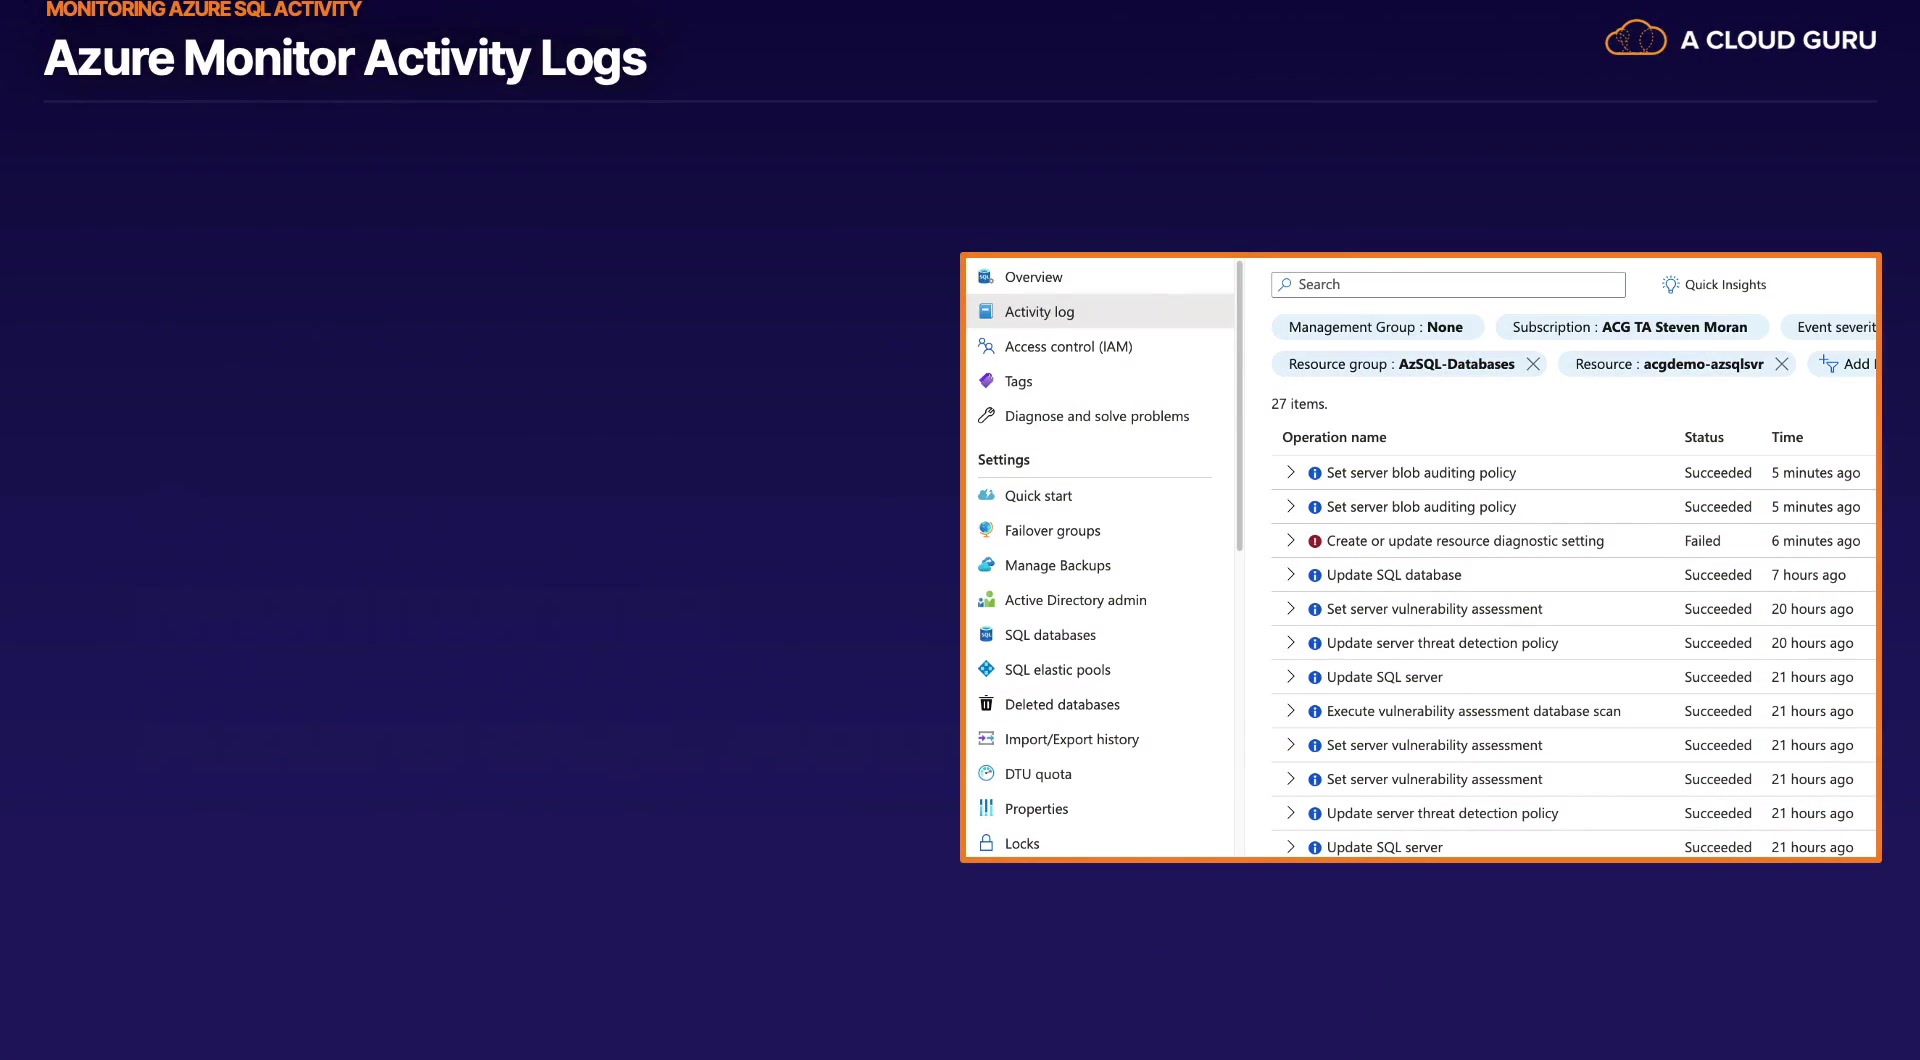 MONITORING AZURE SQL ACTIVITY
Azure Monitor Activity Logs
A CLOUD GURU
Overview
Activity log
Access control (IAM)
Tags
Diagnose and solve problems
Settings
Quick start
Failover groups
Manage Backups
Active Directory admin
SQL databases
SQL elastic pools
Deleted databases
Import/Export history
DTU quota
Properties
Locks
Search
Quick Insights
Management Group : None
Subscription : ACG TA Steven Moran
Event severit
Resource group : AzSQL-Databases
Resource : acgdemo-azsqlsvr
Add
27 items.
Operation name Status Time
Set server blob auditing policy Succeeded 5 minutes ago
Set server blob auditing policy Succeeded 5 minutes ago
Create or update resource diagnostic setting Failed 6 minutes ago
Update SQL database Succeeded 7 hours ago
Set server vulnerability assessment Succeeded 20 hours ago
Update server threat detection policy Succeeded 20 hours ago
Update SQL server Succeeded 21 hours ago
Execute vulnerability assessment database scan Succeeded 21 hours ago
Set server vulnerability assessment Succeeded 21 hours ago
Set server vulnerability assessment Succeeded 21 hours ago
Update server threat detection policy Succeeded 21 hours ago
Update SQL server Succeeded 21 hours ago